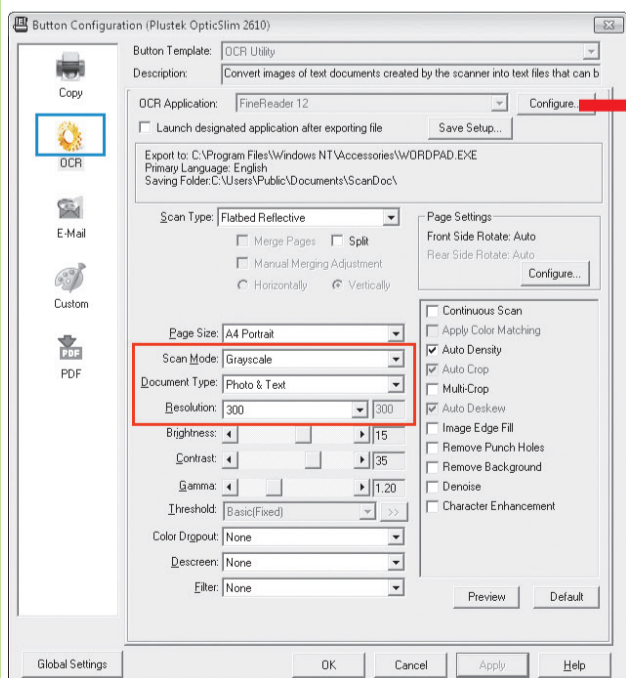 Button Configuration (Plustek OpticSlim 2610)
Button Template: OCR Utility
Description: Convert images of text documents created by the scanner into text files that can b
Copy
OCR Application: FineReader 12 Configure...
Launch designated application after exporting file Save Setup...
OCR
Export to: C:\Program Files\Windows NT\Accessories\WORDPAD.EXE
Primary Language: English
Saving Folder:C:\Users\Public\Documents\ScanDoc\
E-Mail
Scan Type: Flatbed Reflective
Merge Pages Split
Manual Merging Adjustment
Horizontally Vertically
Page Settings
Front Side Rotate: Auto
Rear Side Rotate: Auto
Configure...
Custom
PDF
PDF
Page Size: A4 Portrait
Scan Mode: Grayscale
Document Type: Photo & Text
Resolution: 300 300
Brightness: 15
Contrast: 35
Gamma: 1.20
Threshold: Basic(Fixed) >>
Color Dropout: None
Descreen: None
Filter: None
Continuous Scan
Apply Color Matching
Auto Density
Auto Crop
Multi-Crop
Auto Deskew
Image Edge Fill
Remove Punch Holes
Remove Background
Denoise
Character Enhancement
Preview Default
Global Settings OK Cancel Apply Help